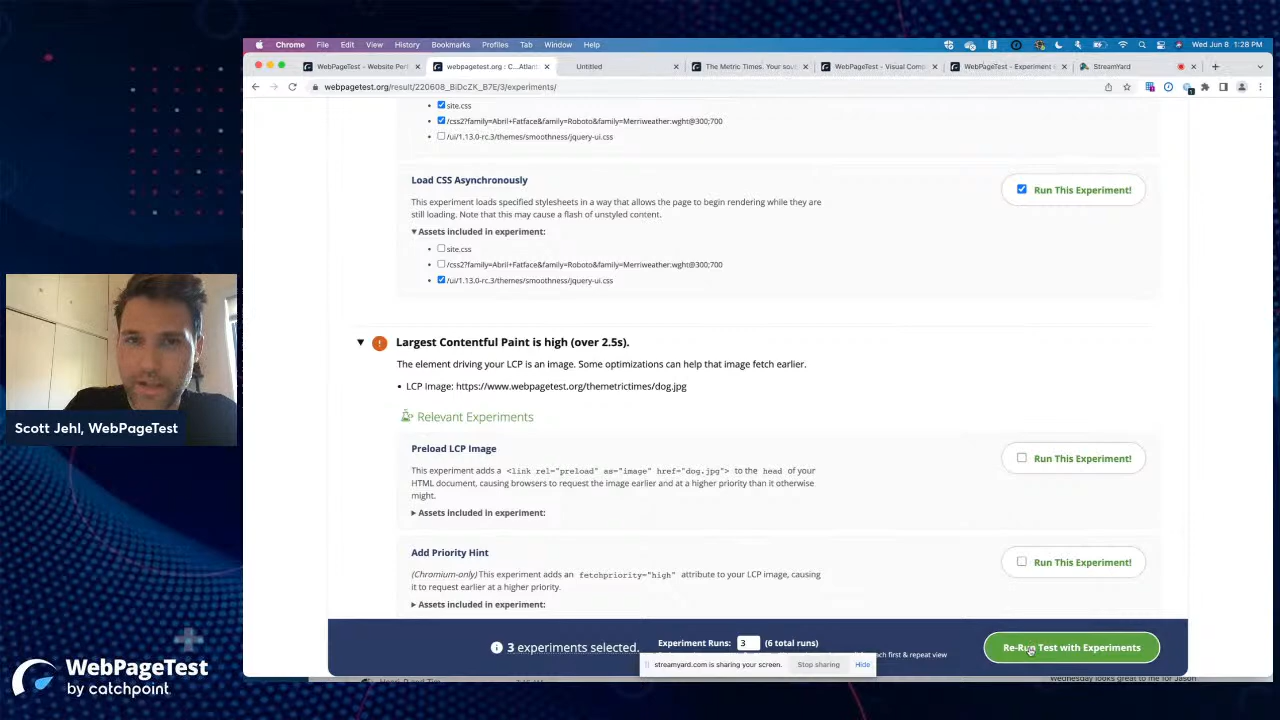 Chrome File Edit View History Bookmarks Profiles Tab Window Help Wed Jun 8 1:28 PM
WebPageTest - Website Perf
webpagetest.org : C...Atlant
Untitled
The Metric Times. Your sou
WebPageTest - Visual Comp
WebPageTest - Experiment
StreamYard
webpagetest.org/result/220608_BiDcZK_B7E/3/experiments/
site.css
/css2?family=Abril+Fatface&family=Roboto&family=Merriweather:wght@300;700
/ui/1.13.0-rc.3/themes/smoothness/jquery-ui.css
Load CSS Asynchronously
Run This Experiment!
This experiment loads specified stylesheets in a way that allows the page to begin rendering while they are
still loading. Note that this may cause a flash of unstyled content.
Assets included in experiment:
site.css
/css2?family=Abril+Fatface&family=Roboto&family=Merriweather:wght@300;700
/ui/1.13.0-rc.3/themes/smoothness/jquery-ui.css
Largest Contentful Paint is high (over 2.5s).
The element driving your LCP is an image. Some optimizations can help that image fetch earlier.
LCP Image: https://www.webpagetest.org/themetrictimes/dog.jpg
Relevant Experiments
Preload LCP Image
Run This Experiment!
This experiment adds a <link rel="preload" as="image" href="dog.jpg"> to the head of your
HTML document, causing browsers to request the image earlier and at a higher priority than it otherwise
might.
Assets included in experiment:
Add Priority Hint
Run This Experiment!
(Chromium-only) This experiment adds an fetchpriority="high" attribute to your LCP image, causing
it to request earlier at a higher priority.
Assets included in experiment:
3 experiments selected.
Experiment Runs: 3 (6 total runs)
each first & repeat view
Re-Run Test with Experiments
streamyard.com is sharing your screen. Stop sharing Hide
Wednesday looks great to me for Jason
Scott Jehl, WebPageTest
WebPageTest
by catchpoint.